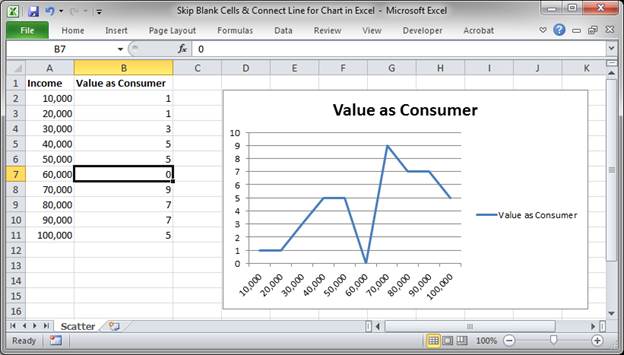 Skip Blank Cells & Connect Line for Chart in Excel - Microsoft Excel
File Home Insert Page Layout Formulas Data Review View Developer Acrobat
B7 fx 0
A B C D E F G H I J K
1 Income Value as Consumer
2 10,000 1
3 20,000 1
4 30,000 3
5 40,000 5
6 50,000 5
7 60,000 0
8 70,000 9
9 80,000 7
10 90,000 7
11 100,000 5
12
13
14
15
16
Value as Consumer
10
9
8
7
6
5
4
3
2
1
0
10,000 20,000 30,000 40,000 50,000 60,000 70,000 80,000 90,000 100,000
Value as Consumer
Scatter
Ready 100%